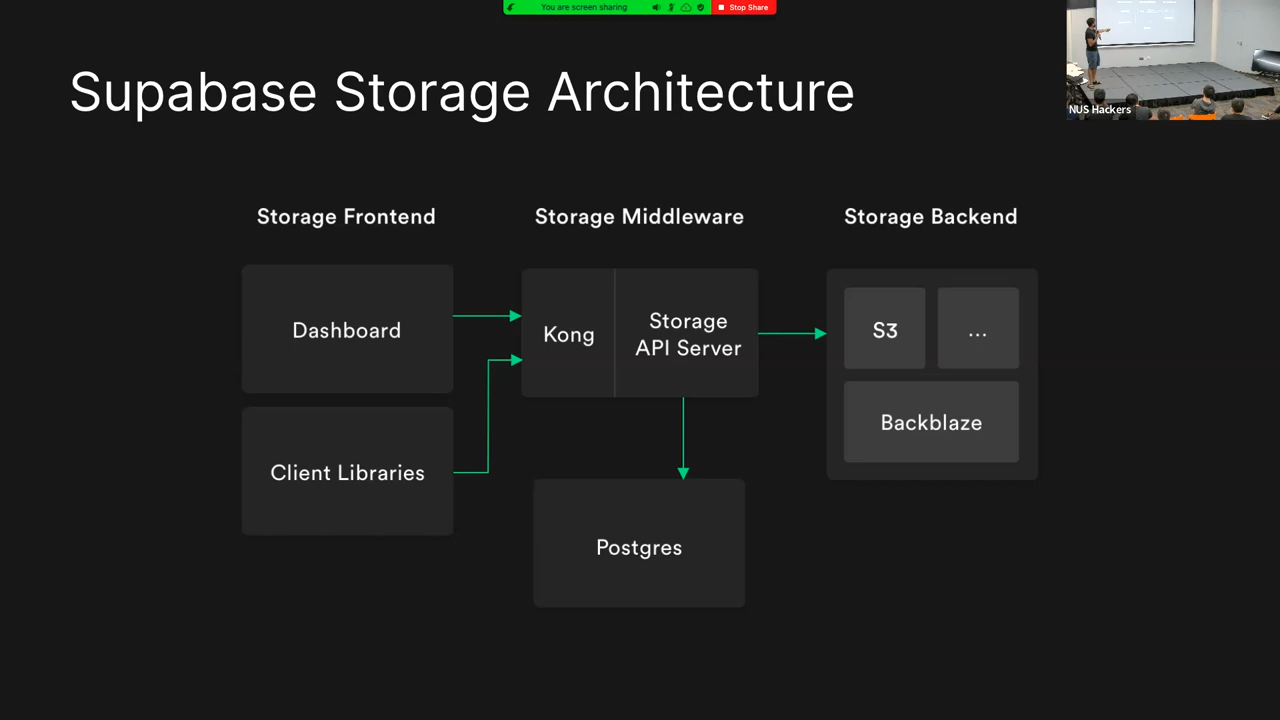 You are screen sharing
Stop Share
NUS Hackers
Supabase Storage Architecture
Storage Frontend
Storage Middleware
Storage Backend
Dashboard
Client Libraries
Kong
Storage
API Server
Postgres
S3
...
Backblaze